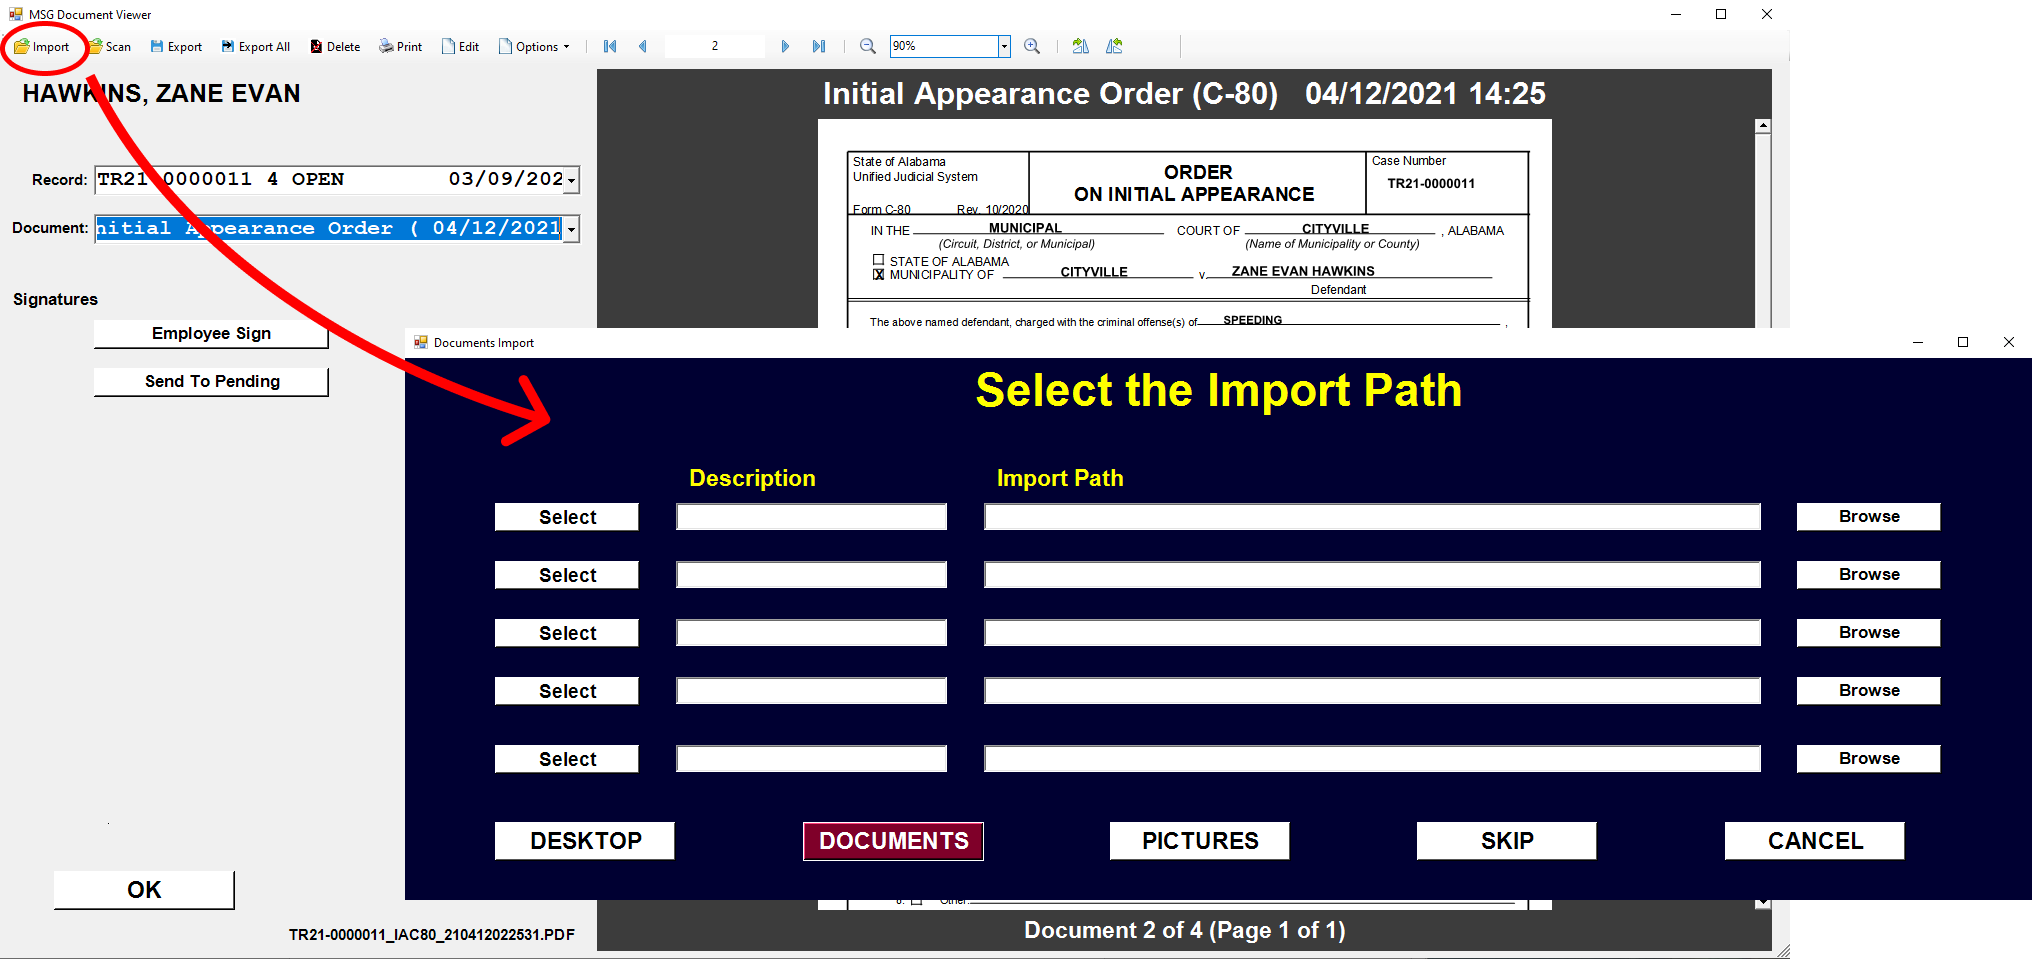 MSG Document Viewer
Import Scan Export Export All Delete Print Edit Options 2 90%
HAWKINS, ZANE EVAN
Record: TR21-0000011 4 OPEN 03/09/202
Document: nitial Appearance Order ( 04/12/2021
Signatures
Employee Sign
Send To Pending
OK
TR21-0000011_IAC80_210412022531.PDF
Initial Appearance Order (C-80) 04/12/2021 14:25
State of Alabama
Unified Judicial System
Form C-80 Rev. 10/2020
ORDER
ON INITIAL APPEARANCE
Case Number
TR21-0000011
IN THE MUNICIPAL COURT OF CITYVILLE , ALABAMA
(Circuit, District, or Municipal) (Name of Municipality or County)
STATE OF ALABAMA
X MUNICIPALITY OF CITYVILLE v. ZANE EVAN HAWKINS
Defendant
The above named defendant, charged with the criminal offense(s) of SPEEDING ,
Documents Import
Select the Import Path
Description Import Path
Select Browse
Select Browse
Select Browse
Select Browse
Select Browse
DESKTOP DOCUMENTS PICTURES SKIP CANCEL
Other:
Document 2 of 4 (Page 1 of 1)